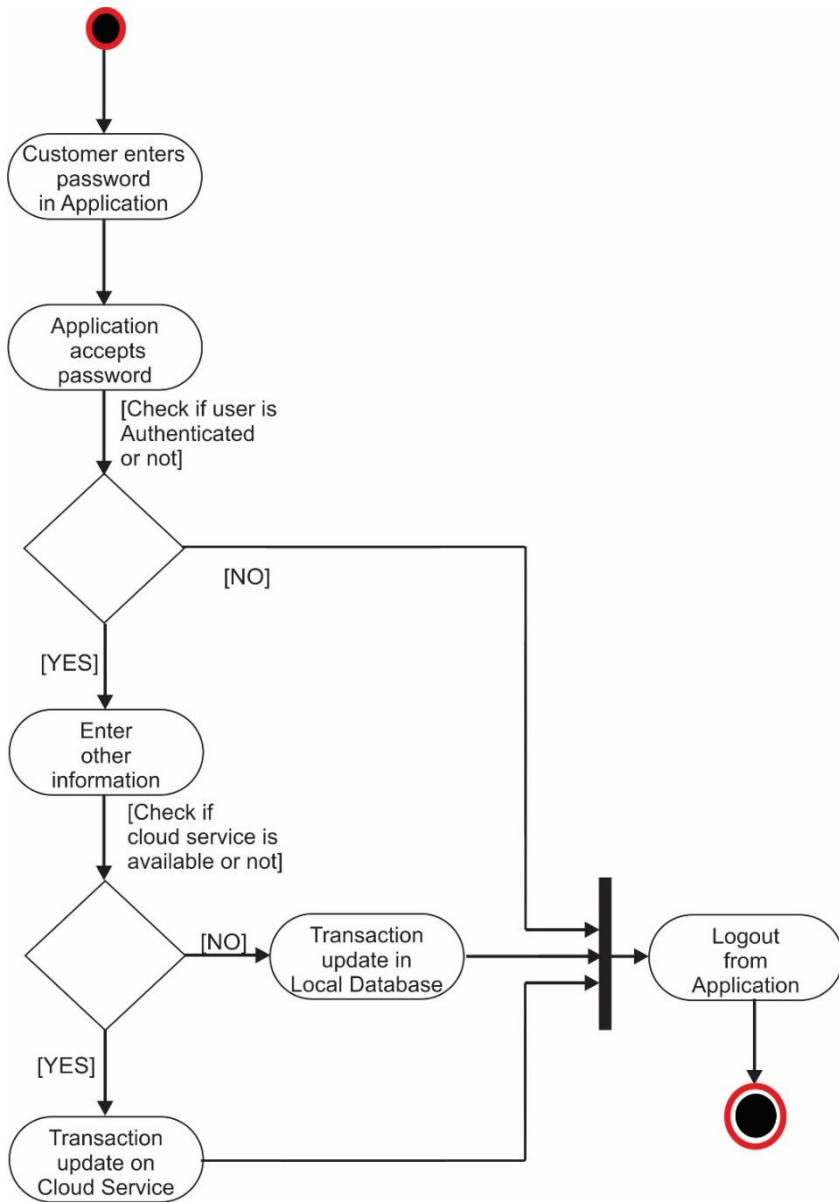 Customer enters
password
in Application
Application
accepts
password
[Check if user is
Authenticated
or not]
[NO]
[YES]
Enter
other
information
[Check if
cloud service is
available or not]
[NO]
Transaction
update in
Local Database
Logout
from
Application
[YES]
Transaction
update on
Cloud Service